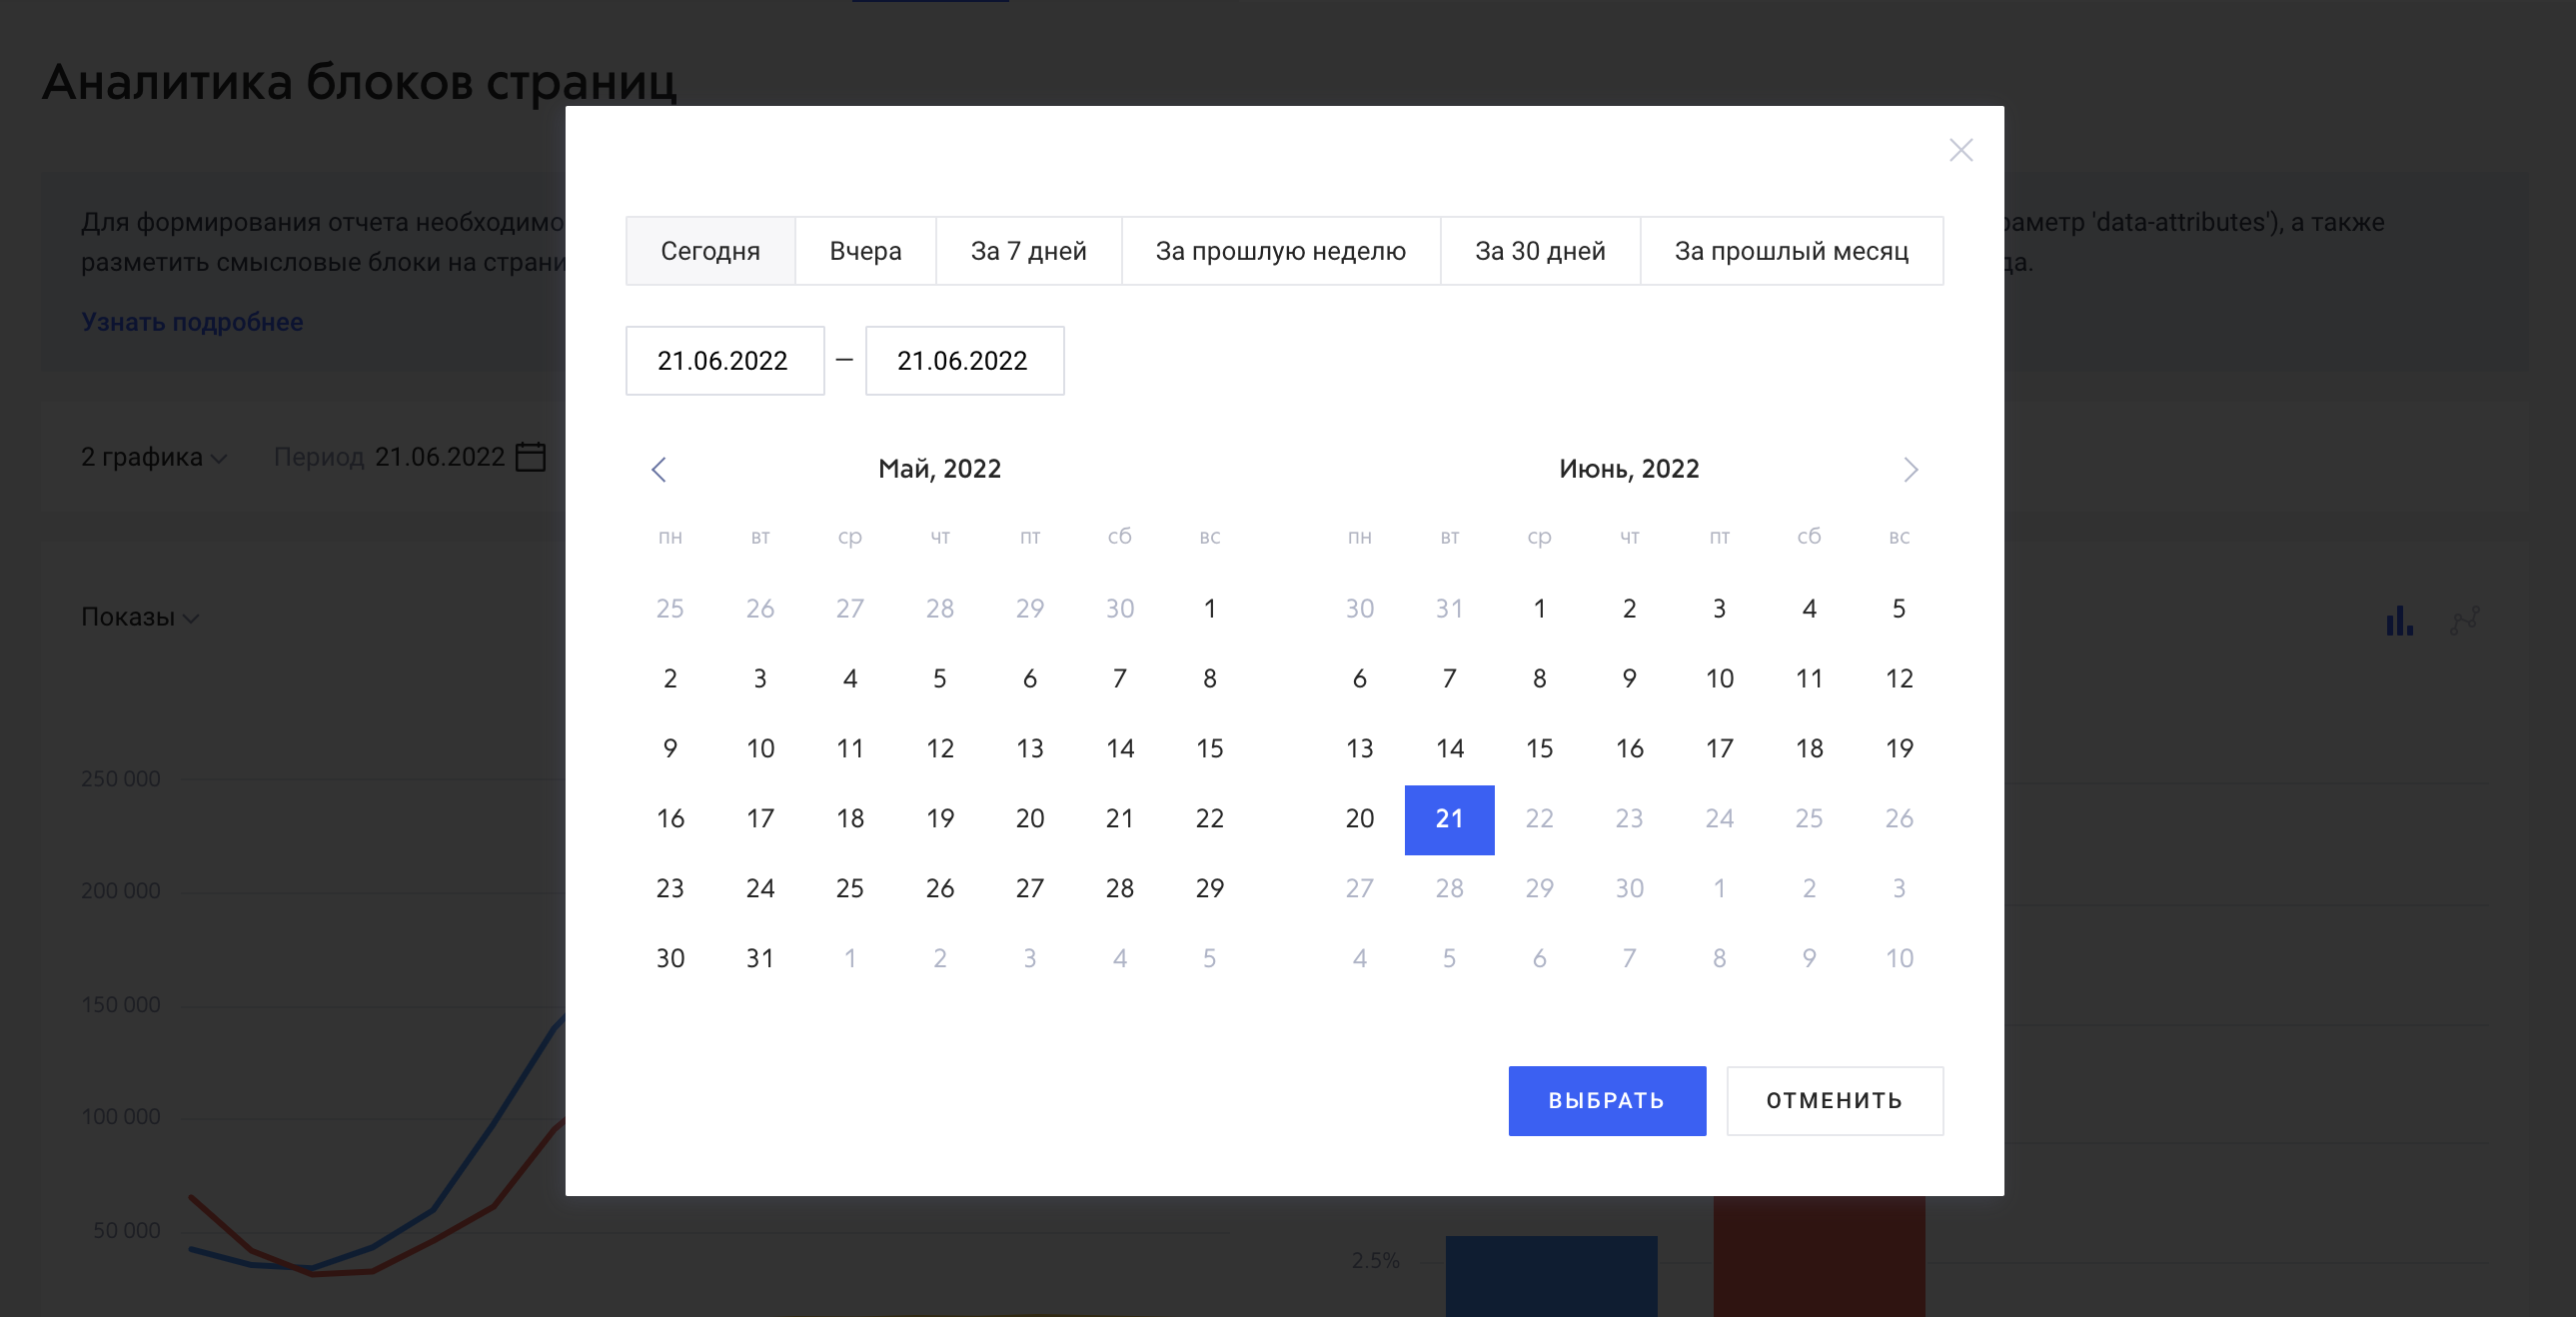 Аналитика блоков страниц
Для формирования отчета необходимо
раметр 'data-attributes'), а также
разметить смысловые блоки на страни
да.
Узнать подробнее
2 графика Период 21.06.2022
Показы
250 000
200 000
150 000
100 000
50 000
2.5%
Сегодня Вчера За 7 дней За прошлую неделю За 30 дней За прошлый месяц
21.06.2022 – 21.06.2022
Май, 2022
пн вт ср чт пт сб вс
25 26 27 28 29 30 1
2 3 4 5 6 7 8
9 10 11 12 13 14 15
16 17 18 19 20 21 22
23 24 25 26 27 28 29
30 31 1 2 3 4 5
Июнь, 2022
пн вт ср чт пт сб вс
30 31 1 2 3 4 5
6 7 8 9 10 11 12
13 14 15 16 17 18 19
20 21 22 23 24 25 26
27 28 29 30 1 2 3
4 5 6 7 8 9 10
ВЫБРАТЬ ОТМЕНИТЬ